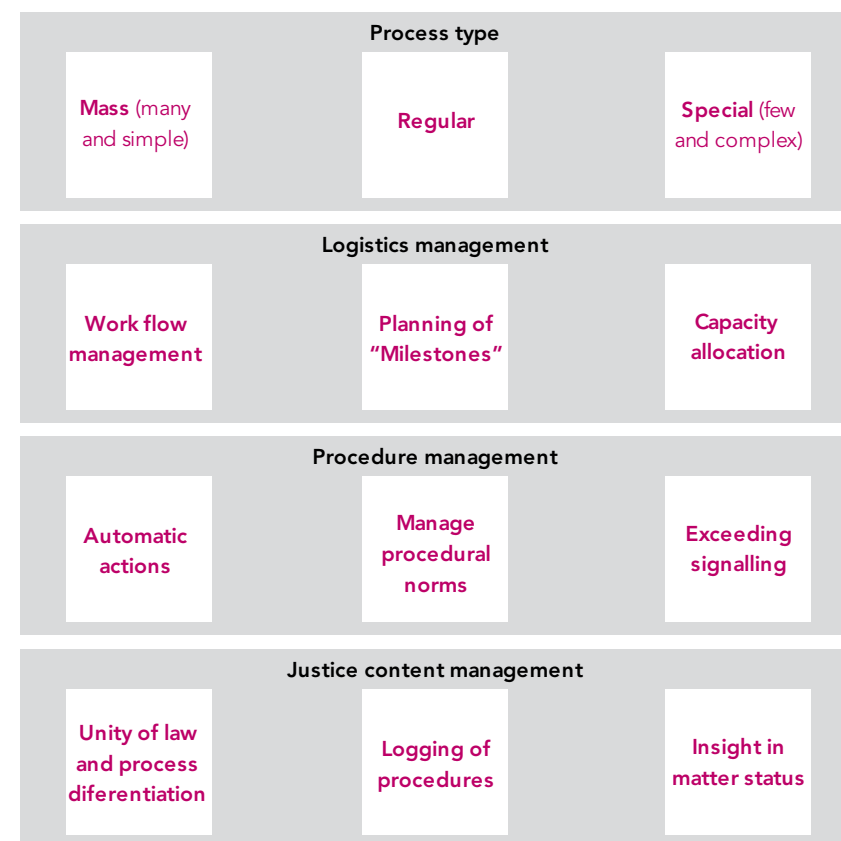 Process type
Mass (many
and simple)
Regular
Special (few
and complex)
Logistics management
Work flow
management
Planning of
“Milestones”
Capacity
allocation
Procedure management
Automatic
actions
Manage
procedural
norms
Exceeding
signalling
Justice content management
Unity of law
and process
diferentiation
Logging of
procedures
Insight in
matter status